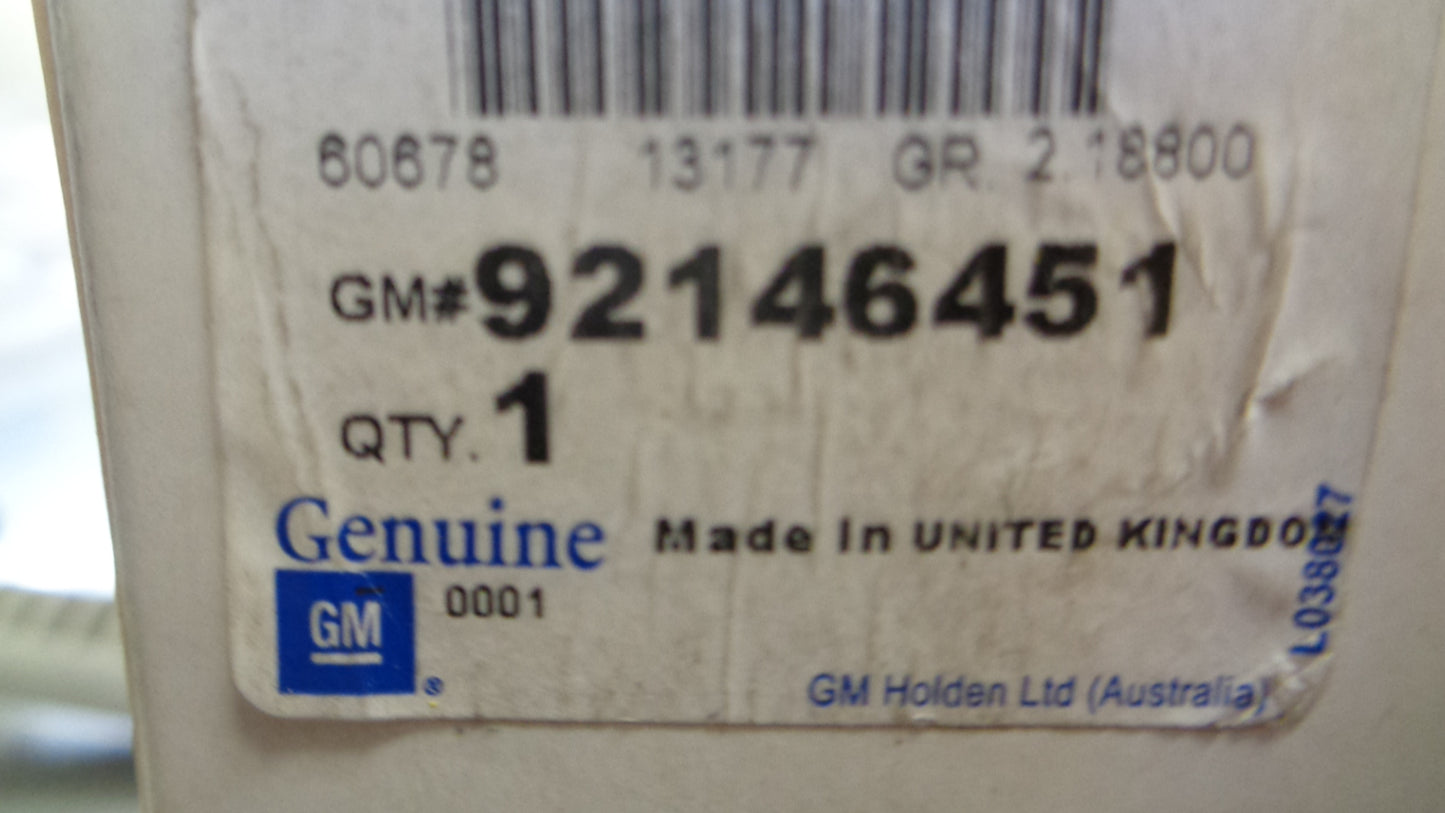 60678 13177 GR. 2.18800
GM# 92146451
QTY. 1
Genuine Made In UNITED KINGDOM
GM 0001
®
GM Holden Ltd (Australia)